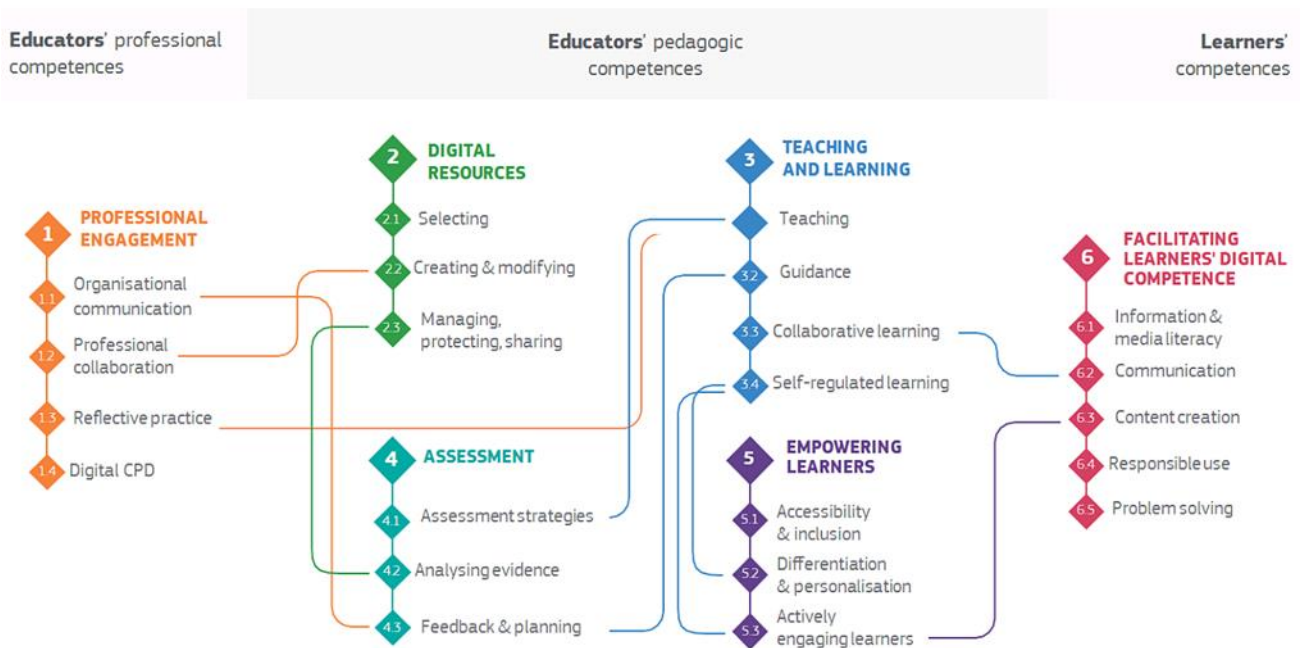 Educators' professional
competences
Educators' pedagogic
competences
Learners'
competences
1
PROFESSIONAL
ENGAGEMENT
1.1
Organisational
communication
1.2
Professional
collaboration
1.3
Reflective practice
1.4
Digital CPD
2
DIGITAL
RESOURCES
2.1
Selecting
2.2
Creating & modifying
2.3
Managing,
protecting, sharing
3
TEACHING
AND LEARNING
Teaching
3.2
Guidance
3.3
Collaborative learning
3.4
Self-regulated learning
4
ASSESSMENT
4.1
Assessment strategies
4.2
Analysing evidence
4.3
Feedback & planning
5
EMPOWERING
LEARNERS
5.1
Accessibility
& inclusion
5.2
Differentiation
& personalisation
5.3
Actively
engaging learners
6
FACILITATING
LEARNERS' DIGITAL
COMPETENCE
6.1
Information &
media literacy
6.2
Communication
6.3
Content creation
6.4
Responsible use
6.5
Problem solving